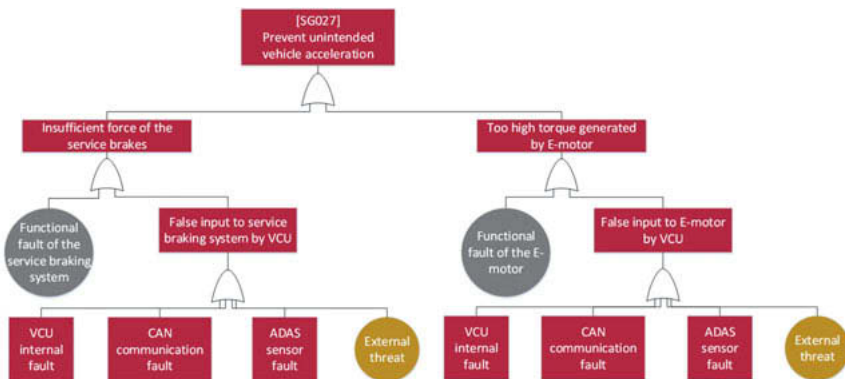 [SG027]
Prevent unintended
vehicle acceleration
Insufficient force of the
service brakes
Too high torque generated
by E-motor
Functional
fault of the
service braking
system
False input to service
braking system by VCU
Functional
fault of the E-
motor
False input to E-motor
by VCU
VCU
internal
fault
CAN
communication
fault
ADAS
sensor
fault
External
threat
VCU
internal
fault
CAN
communication
fault
ADAS
sensor
fault
External
threat